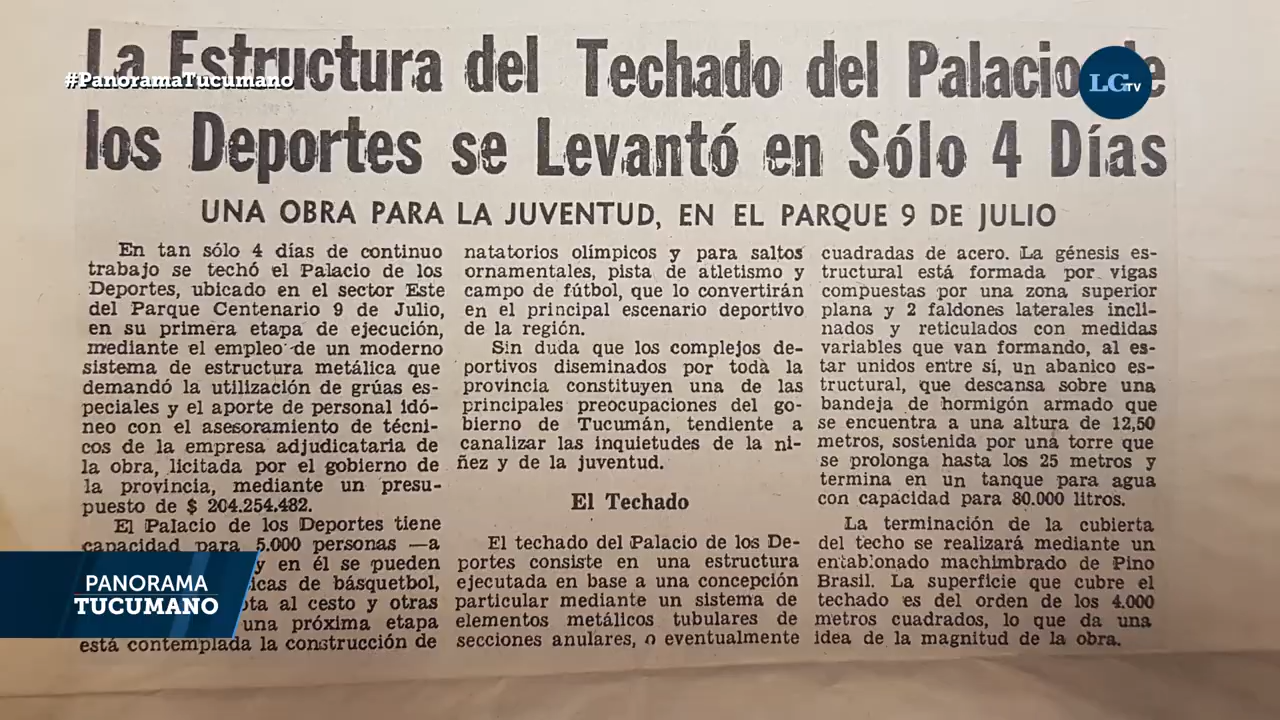 La Estructura del Techado del Palacio de
los Deportes se Levantó en Sólo 4 Días
#PanoramaTucumano
LGTV
UNA OBRA PARA LA JUVENTUD, EN EL PARQUE 9 DE JULIO
En tan sólo 4 días de continuo
trabajo se techó el Palacio de los
Deportes, ubicado en el sector Este
del Parque Centenario 9 de Julio,
en su primera etapa de ejecución,
mediante el empleo de un moderno
sistema de estructura metálica que
demandó la utilización de grúas es-
peciales y el aporte de personal idó-
neo con el asesoramiento de técni-
cos de la empresa adjudicataria de
la obra, licitada por el gobierno de
la provincia, mediante un presu-
puesto de $ 204.254.482.
El Palacio de los Deportes tiene
capacidad para 5.000 personas —a
y en él se pueden
icas de básquetbol,
ota al cesto y otras
una próxima etapa
está contemplada la construcción de
natatorios olímpicos y para saltos
ornamentales, pista de atletismo y
campo de fútbol, que lo convertirán
en el principal escenario deportivo
de la región.
Sin duda que los complejos de-
portivos diseminados por toda la
provincia constituyen una de las
principales preocupaciones del go-
bierno de Tucumán, tendiente a
canalizar las inquietudes de la ni-
ñez y de la juventud.
El Techado
El techado del Palacio de los De-
portes consiste en una estructura
ejecutada en base a una concepción
particular mediante un sistema de
elementos metálicos tubulares de
secciones anulares, o eventualmente
cuadradas de acero. La génesis es-
tructural está formada por vigas
compuestas por una zona superior
plana y 2 faldones laterales incli-
nados y reticulados con medidas
variables que van formando, al es-
tar unidos entre sí, un abanico es-
tructural, que descansa sobre una
bandeja de hormigón armado que
se encuentra a una altura de 12,50
metros, sostenida por una torre que
se prolonga hasta los 25 metros y
termina en un tanque para agua
con capacidad para 80.000 litros.
La terminación de la cubierta
del techo se realizará mediante un
entablonado machimbrado de Pino
Brasil. La superficie que cubre el
techado es del orden de los 4.000
metros cuadrados, lo que da una
idea de la magnitud de la obra.
PANORAMA
TUCUMANO